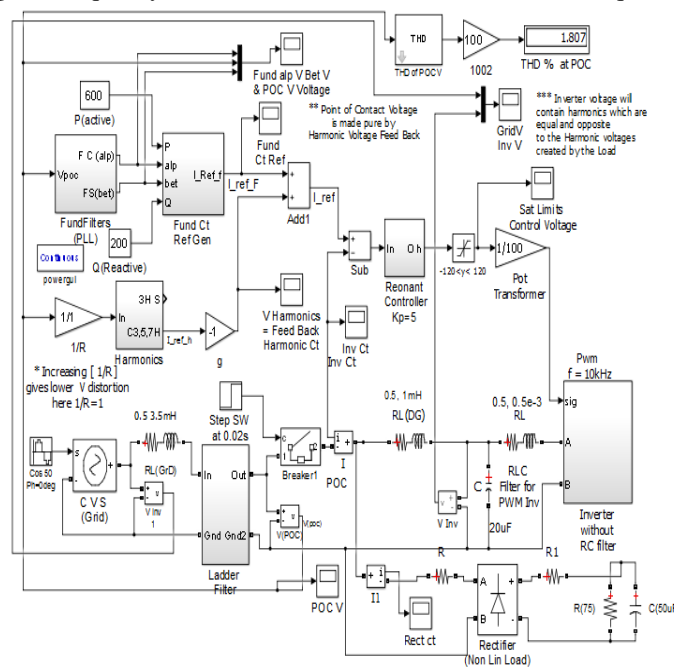 THD
THD of POC V
100
1002
1.807
THD % at POC
Fund alp V Bet V
& POC V Voltage
600
P(active)
** Point of Contact Voltage
is made pure by
Harmonic Voltage Feed Back
GridV
Inv V
*** Inverter voltage will
contain harmonics which are
equal and opposite
to the Harmonic voltages
created by the Load
Vpoc
F C (alp)
FS(bet)
FundFilters
(PLL)
P
alp
bet
Q
I_Ref_f
Fund Ct
Ref Gen
Fund
Ct Ref
I_ref_F
Add1
I_ref
Sub
In
O h
Reonant
Controller
Kp=5
-120<y< 120
Sat Limits
Control Voltage
1/100
Pot
Transformer
Continuous
powergui
200
Q(Reactive)
1/1
1/R
In
3H S
C3,5,7H
Harmonics
I_ref_h
-1
g
V Harmonics
= Feed Back
Harmonic Ct
Inv Ct
Inv Ct
* Increasing [ 1/R ]
gives lower V distortion
here 1/R=1
Step SW
at 0.02s
Pwm
f = 10kHz
0.5 3.5mH
RL(GrD)
0.5, 1mH
RL(DG)
0.5, 0.5e-3
RL
sig
A
B
Inverter
without
RC filter
Cos 50
Ph=0deg
s
C V S
(Grid)
v
V Inv
1
In
Out
Gnd
Gnd2
Ladder
Filter
c
1
2
Breaker1
i
I
POC
v
V(POC)
V(poc)
v
V Inv
C
20uF
RLC
Filter for
PWM Inv
POC V
i
I1
Rect ct
R
A
B
Rectifier
(Non Lin Load)
R1
R(75)
C(50uF